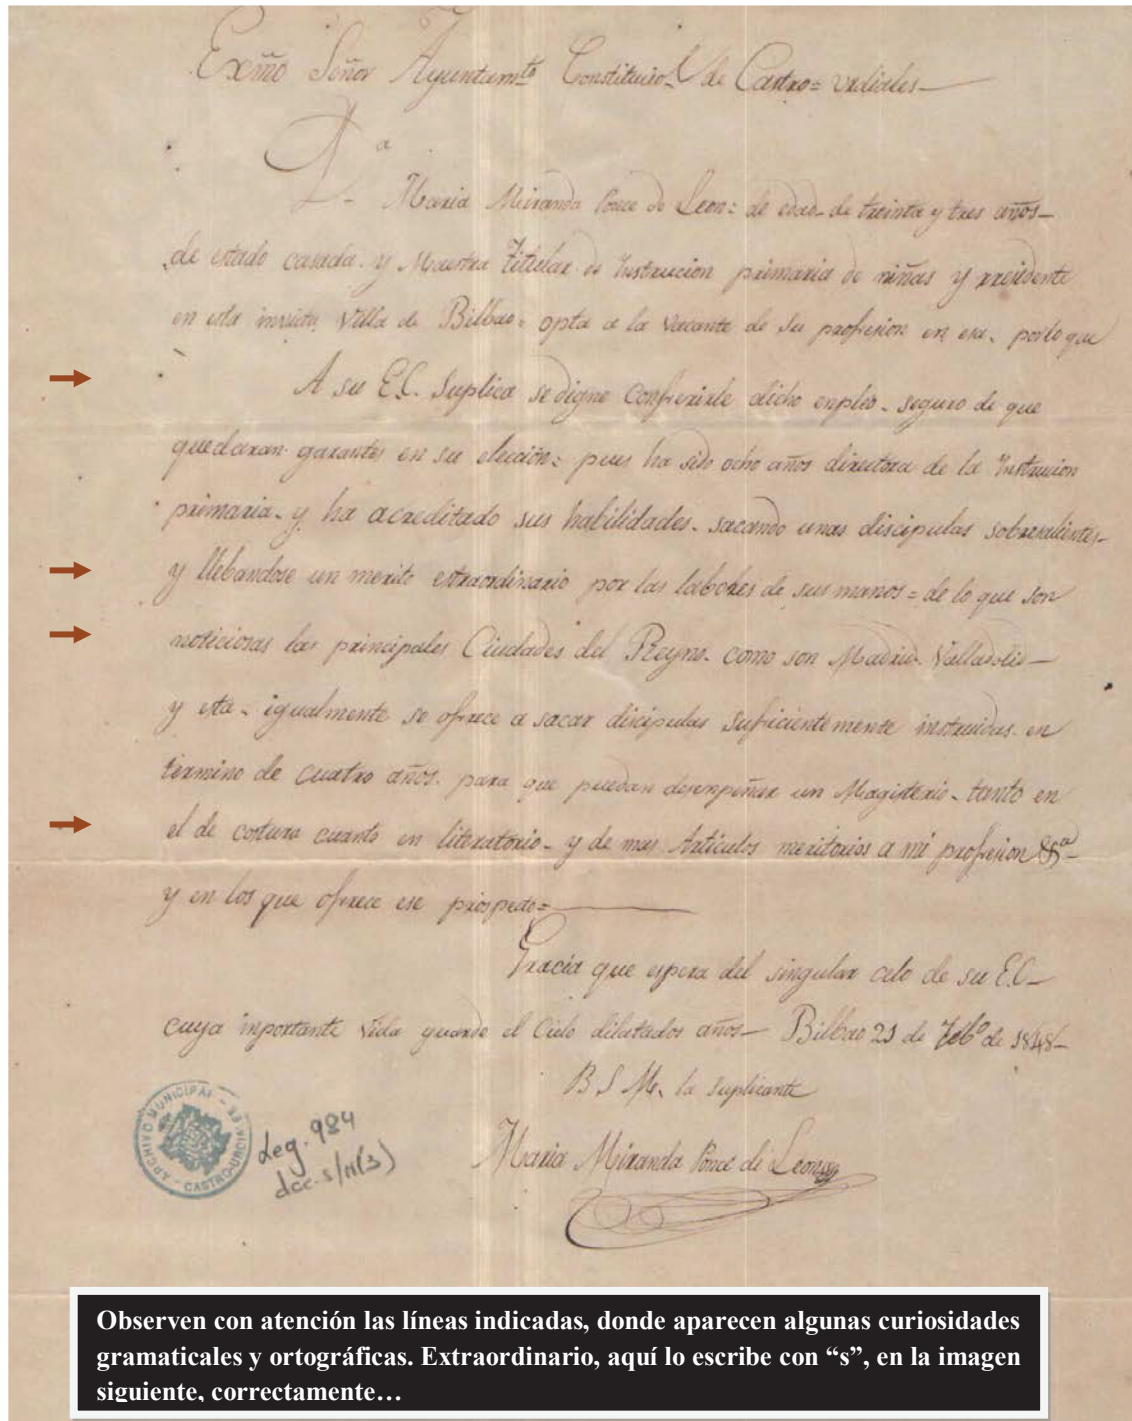 Exmo Señor Ayuntamto Constituciol de Castro=Urdiales—
Dª
Maria Miranda Ponce de Leon= de edad de treinta y tres años—
de estado casada. y Maestra Titular de Instrucion primaria de niñas y rresidente
en esta invicta Villa de Bilbao= opta a la Vacante de su profesion en esa. por lo que
A su E.C. Suplica se digne conferirle dicho enpleo. seguro de que
quedaran garantes en su elección= pues ha sido ocho años directora de la Instrucion
primaria. y ha acreditado sus habilidades. sacando unas discipulas sobresalientes—
y llebandose un merito estraordinario por las labores de sus manos= de lo que son
noticiosas las principales Ciudades del Reyno. como son Madrid. Valladolid—
y esta. igualmente se ofrece a sacar discipulas suficientemente instruidas en
termino de cuatro años. para que puedan desenpeñar un Magisterio. tanto en
el de costura cuanto en literatorio. y de mas Articulos meritorios a mi profesion &ª—
y en los que ofrece ese prospecto=
Gracia que espera del singular celo de su E.C—
cuya inportante Vida guarde el Cielo dilatados años— Bilbao 21 de Febº de 1848—
B S M. la suplicante
Maria Miranda Ponce de Leon
ARCHIVO MUNICIPAL - CASTRO-URDIALES
Leg. 984
doc. s/n(3)
Observen con atención las líneas indicadas, donde aparecen algunas curiosidades
gramaticales y ortográficas. Extraordinario, aquí lo escribe con “s”, en la imagen
siguiente, correctamente…